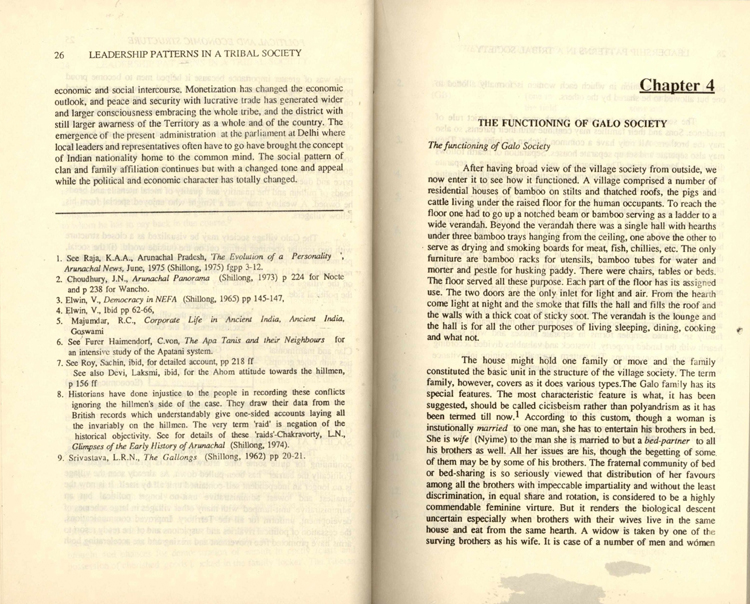 26 LEADERSHIP PATTERNS IN A TRIBAL SOCIETY
economic and social intercourse. Monetization has changed the economic
outlook, and peace and security with lucrative trade has generated wider
and larger consciousness embracing the whole tribe, and the district with
still larger awarness of the Territory as a whole and of the country. The
emergence of the present administration at the parliament at Delhi where
local leaders and representatives often have to go have brought the concept
of Indian nationality home to the common mind. The social pattern of
clan and family affiliation continues but with a changed tone and appeal
while the political and economic character has totally changed.
1. See Raja, K.A.A., Arunachal Pradesh, 'The Evolution of a Personality ',
Arunachal News, June, 1975 (Shillong, 1975) fgpp 3-12.
2. Choudhury, J.N., Arunachal Panorama (Shillong, 1973) p 224 for Nocte
and p 238 for Wancho.
3. Elwin, V., Democracy in NEFA (Shillong, 1965) pp 145-147,
4. Elwin, V., Ibid pp 62-66,
5. Majumdar, R.C., Corporate Life in Ancient India, Ancient India,
Goswami
6. See Furer Haimendorf, C.von, The Apa Tanis and their Neighbours for
an intensive study of the Apatani system.
7. See Roy, Sachin, ibid, for detailed account, pp 218 ff
See also Devi, Laksmi, ibid, for the Ahom attitude towards the hillmen,
p 156 ff
8. Historians have done injustice to the people in recording these conflicts
ignoring the hillmen's side of the case. They draw their data from the
British records which understandably give one-sided accounts laying all
the invariably on the hillmen. The very term 'raid' is negation of the
historical objectivity. See for details of these 'raids'-Chakravorty, L.N.,
Glimpses of the Early History of Arunachal (Shillong, 1974).
9. Srivastava, L.R.N., The Gallongs (Shillong, 1962) pp 20-21.
Chapter 4
THE FUNCTIONING OF GALO SOCIETY
The functioning of Galo Society
After having broad view of the village society from outside, we
now enter it to see how it functioned. A village comprised a number of
residential houses of bamboo on stilts and thatched roofs, the pigs and
cattle living under the raised floor for the human occupants. To reach the
floor one had to go up a notched beam or bamboo serving as a ladder to a
wide verandah. Beyond the verandah there was a single hall with hearths
under three bamboo trays hanging from the ceiling, one above the other to
serve as drying and smoking boards for meat, fish, chillies, etc. The only
furniture are bamboo racks for utensils, bamboo tubes for water and
morter and pestle for husking paddy. There were chairs, tables or beds.
The floor served all these purpose. Each part of the floor has its assigned
use. The two doors are the only inlet for light and air. From the hearth
come light at night and the smoke that fills the hall and fills the roof and
the walls with a thick coat of sticky soot. The verandah is the lounge and
the hall is for all the other purposes of living sleeping, dining, cooking
and what not.
The house might hold one family or more and the family
constituted the basic unit in the structure of the village society. The term
family, however, covers as it does various types.The Galo family has its
special features. The most characteristic feature is what, it has been
suggested, should be called cicisbeism rather than polyandrism as it has
been termed till now.1 According to this custom, though a woman is
instutionally married to one man, she has to entertain his brothers in bed.
She is wife (Nyime) to the man she is married to but a bed-partner to all
his brothers as well. All her issues are his, though the begetting of some
of them may be by some of his brothers. The fraternal community of bed
or bed-sharing is so seriously viewed that distribution of her favours
among all the brothers with impeccable impartiality and without the least
discrimination, in equal share and rotation, is considered to be a highly
commendable feminine virture. But it renders the biological descent
uncertain especially when brothers with their wives live in the same
house and eat from the same hearth. A widow is taken by one of the
surving brothers as his wife. It is case of a number of men and women